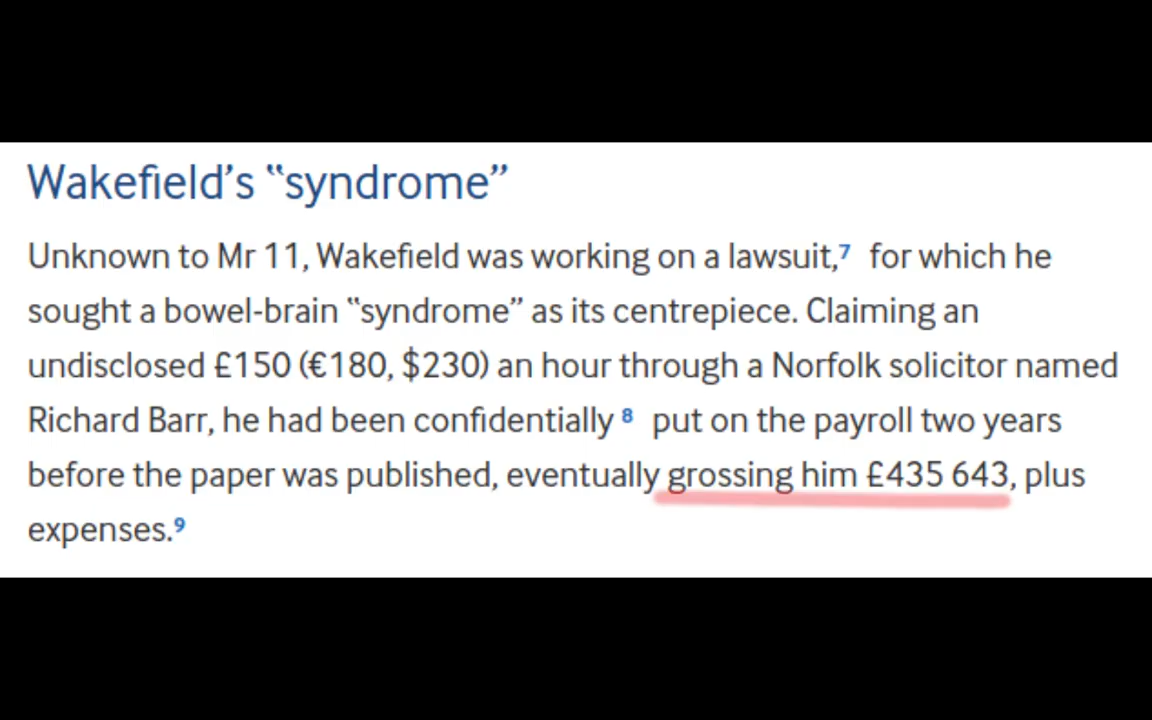 Wakefield’s “syndrome”
Unknown to Mr 11, Wakefield was working on a lawsuit,7 for which he
sought a bowel-brain “syndrome” as its centrepiece. Claiming an
undisclosed £150 (€180, $230) an hour through a Norfolk solicitor named
Richard Barr, he had been confidentially 8 put on the payroll two years
before the paper was published, eventually grossing him £435 643, plus
expenses.9